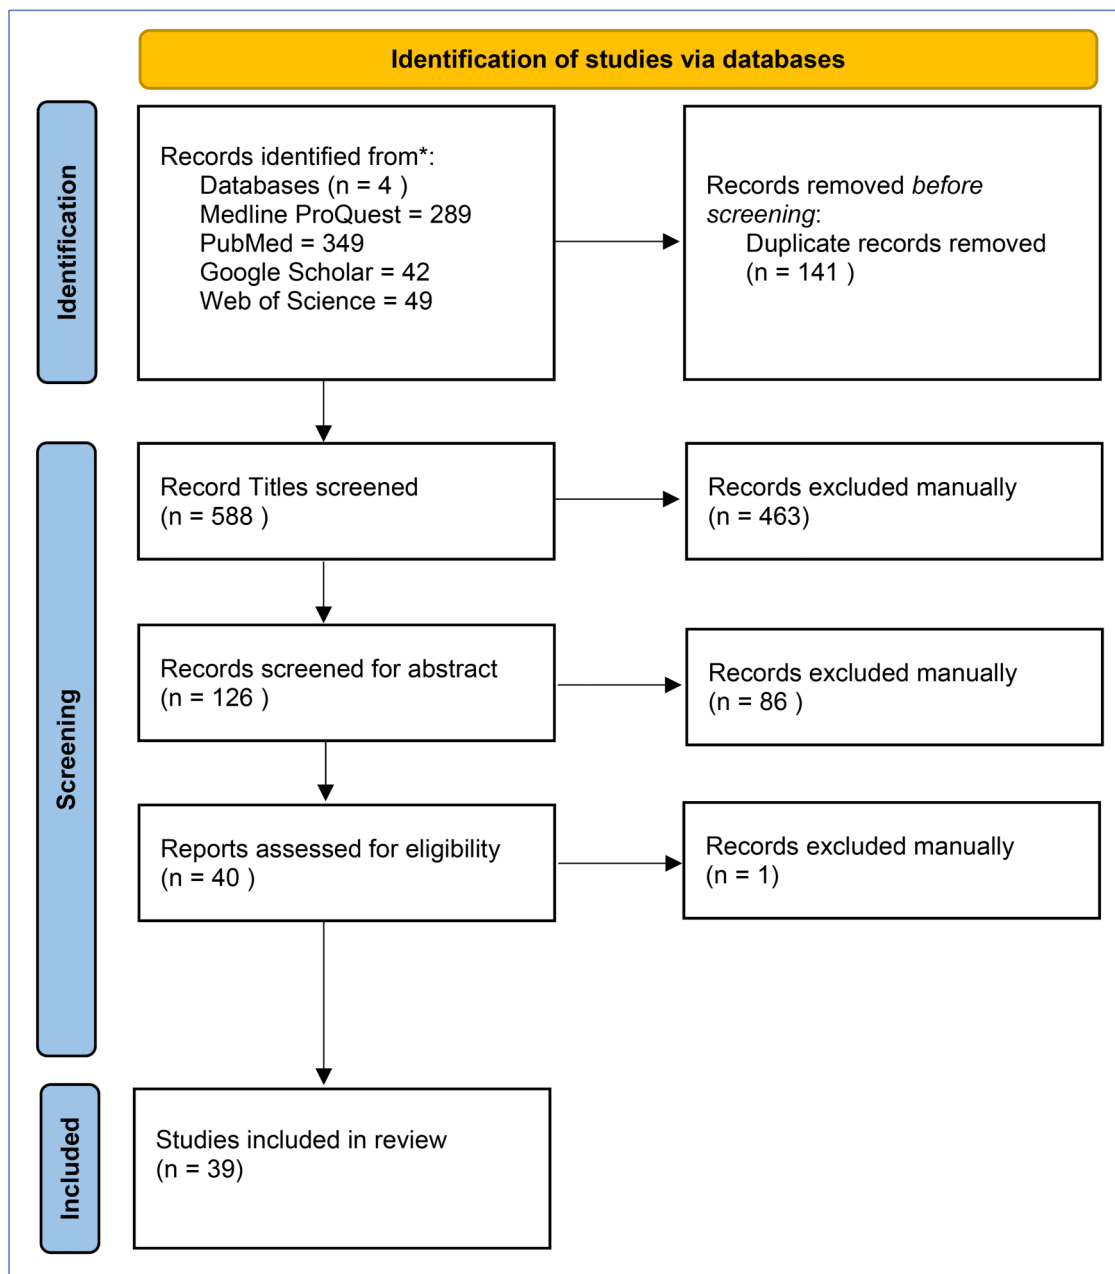 Identification of studies via databases
Identification
Records identified from*:
Databases (n = 4 )
Medline ProQuest = 289
PubMed = 349
Google Scholar = 42
Web of Science = 49
Records removed before
screening:
Duplicate records removed
(n = 141 )
Screening
Record Titles screened
(n = 588 )
Records excluded manually
(n = 463)
Records screened for abstract
(n = 126 )
Records excluded manually
(n = 86 )
Reports assessed for eligibility
(n = 40 )
Records excluded manually
(n = 1)
Included
Studies included in review
(n = 39)